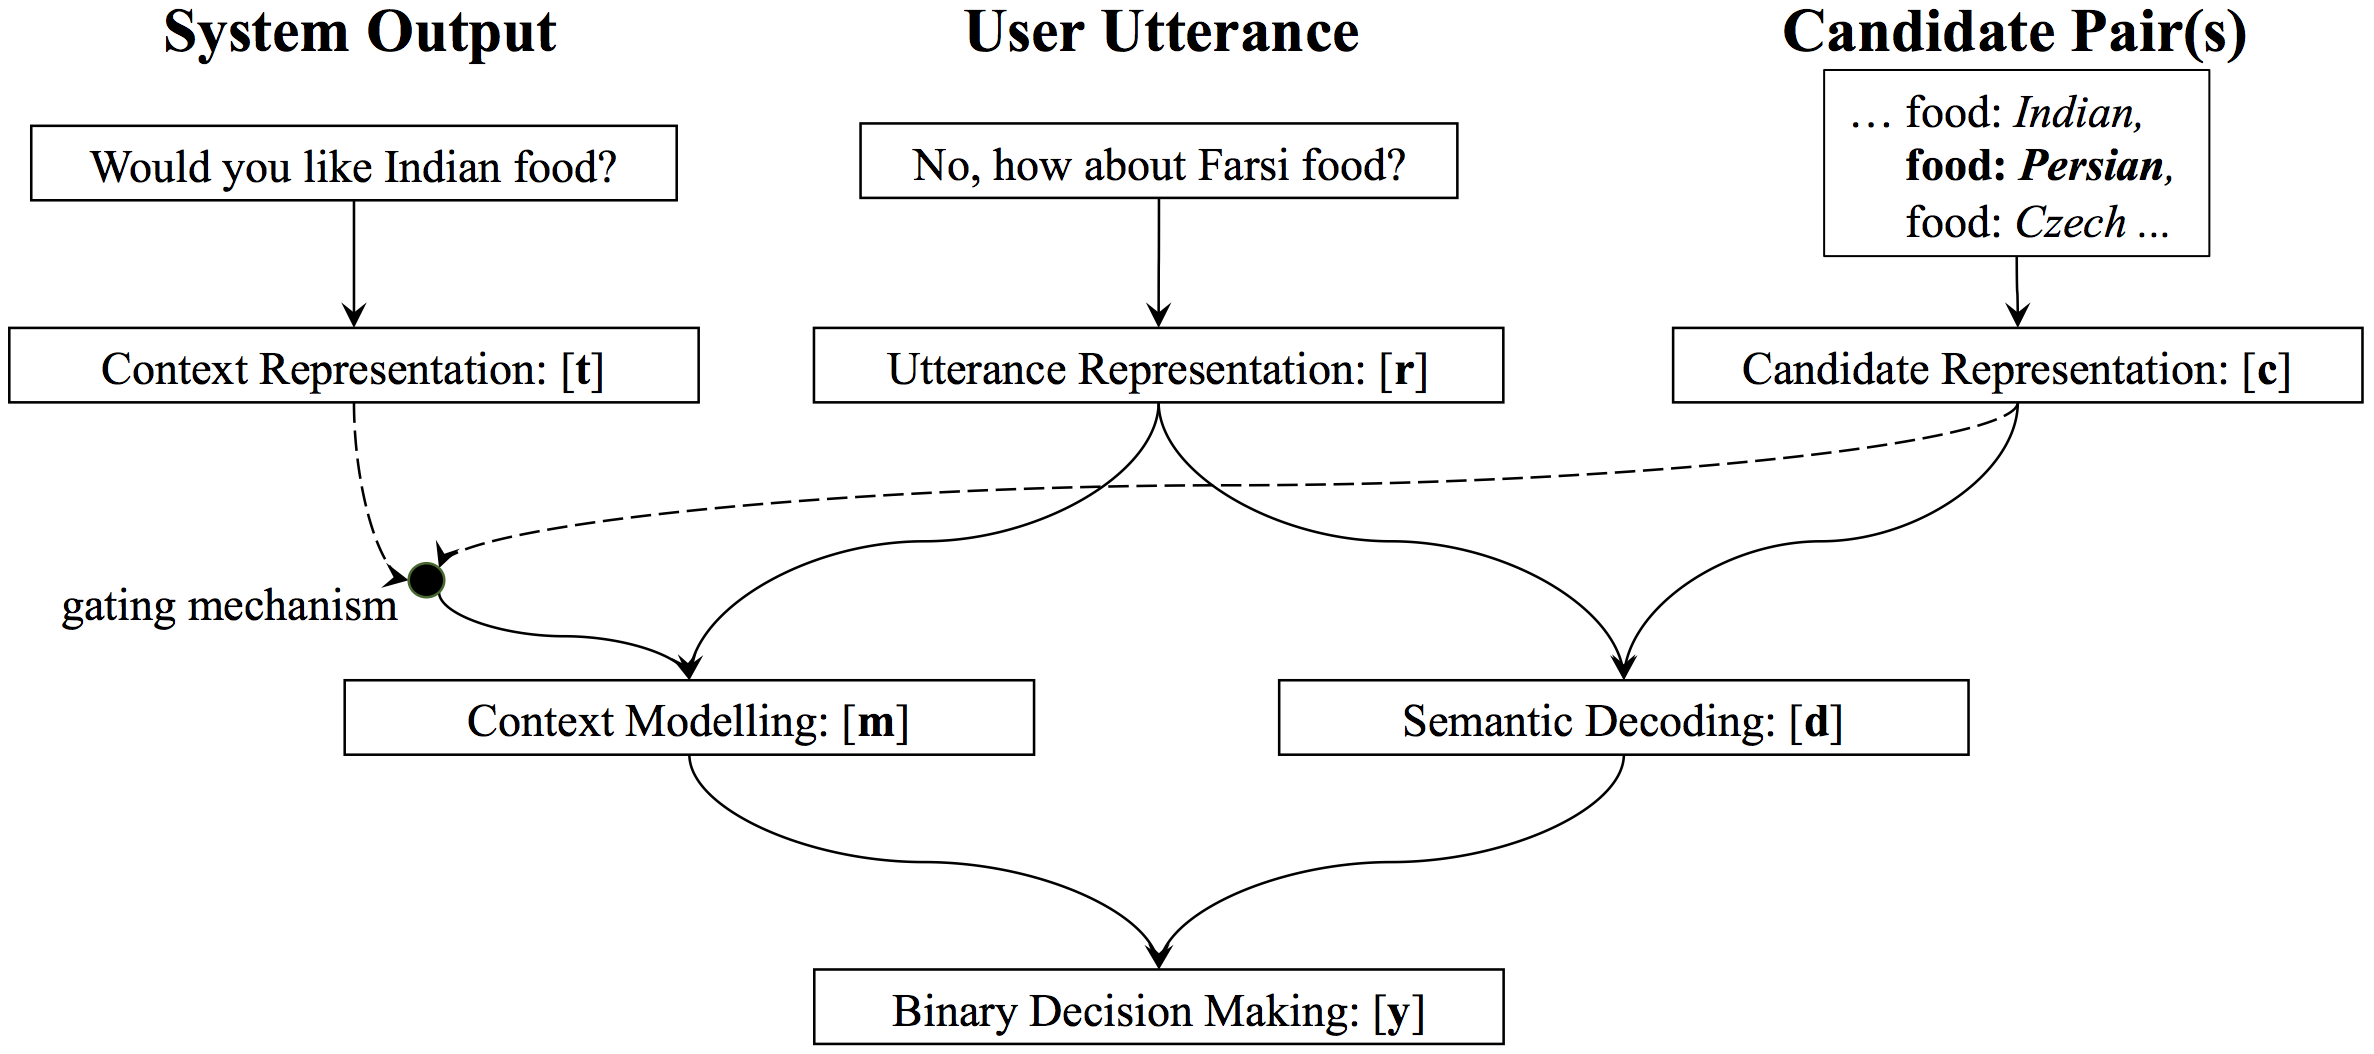 System Output
User Utterance
Candidate Pair(s)
Would you like Indian food?
No, how about Farsi food?
… food: Indian,
food: Persian,
food: Czech ...
Context Representation: [t]
Utterance Representation: [r]
Candidate Representation: [c]
gating mechanism
Context Modelling: [m]
Semantic Decoding: [d]
Binary Decision Making: [y]